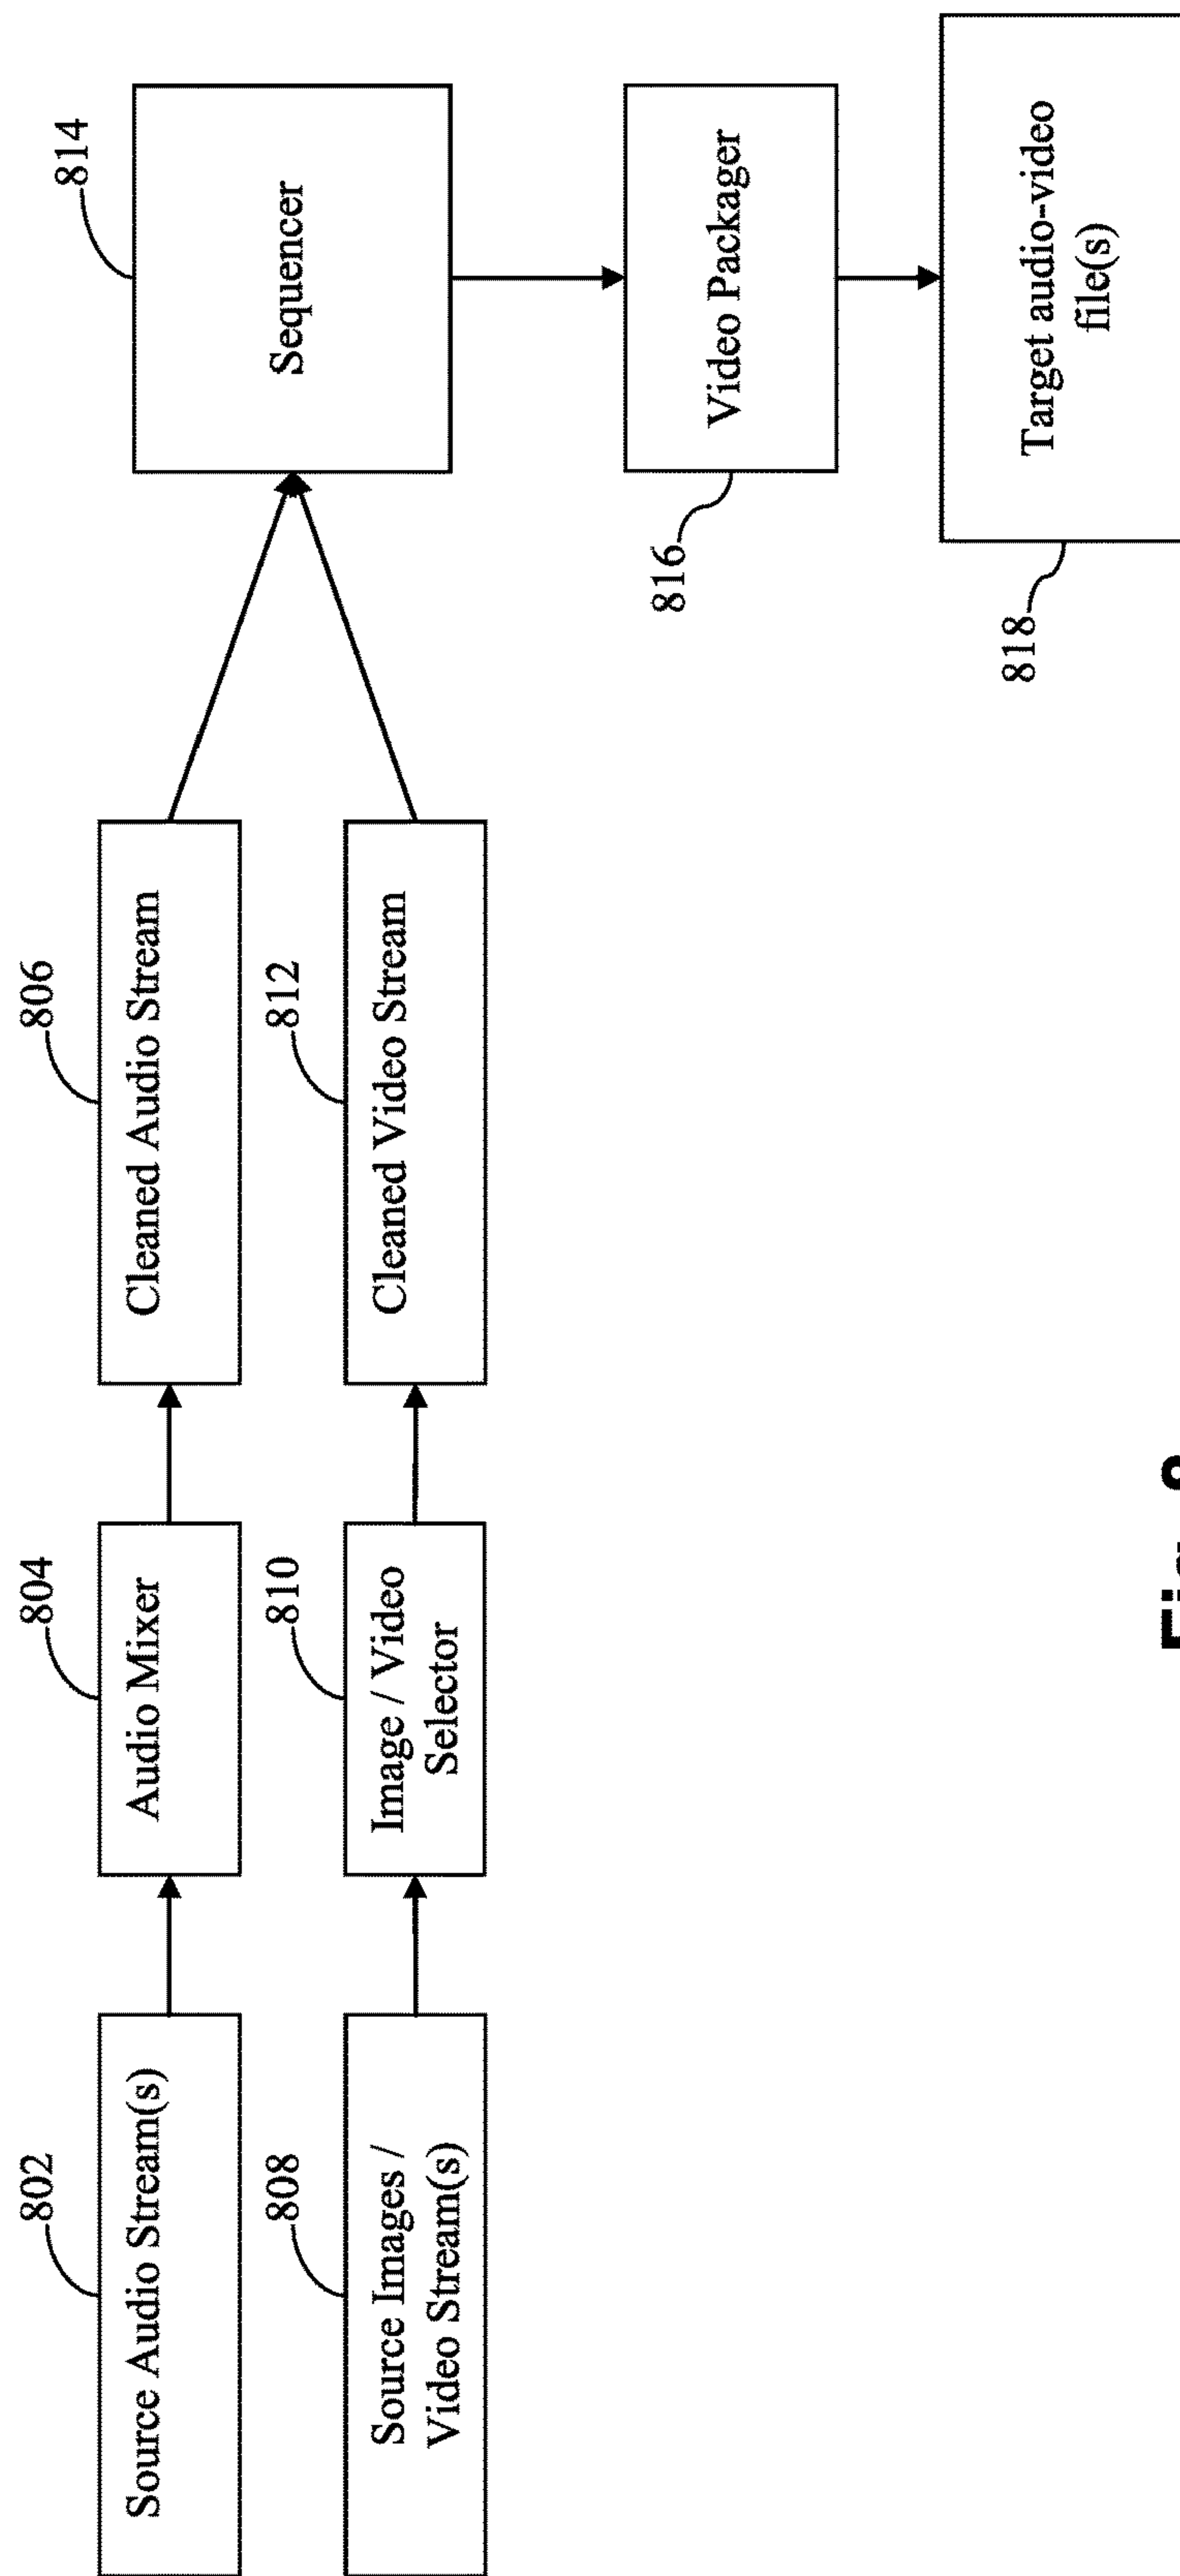 802
Source Audio Stream(s)
804
Audio Mixer
806
Cleaned Audio Stream
808
Source Images /
Video Stream(s)
810
Image / Video
Selector
812
Cleaned Video Stream
814
Sequencer
816
Video Packager
818
Target audio-video
file(s)